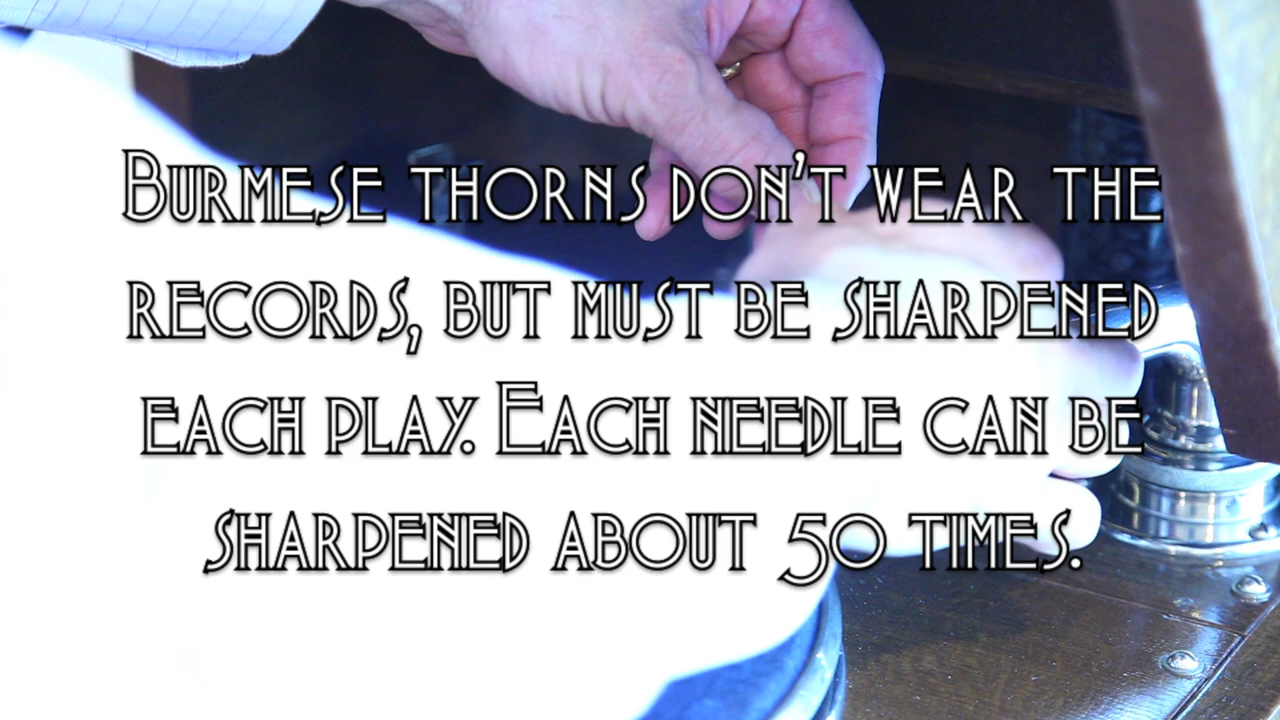 Burmese thorns don't wear the
records, but must be sharpened
each play. Each needle can be
sharpened about 50 times.